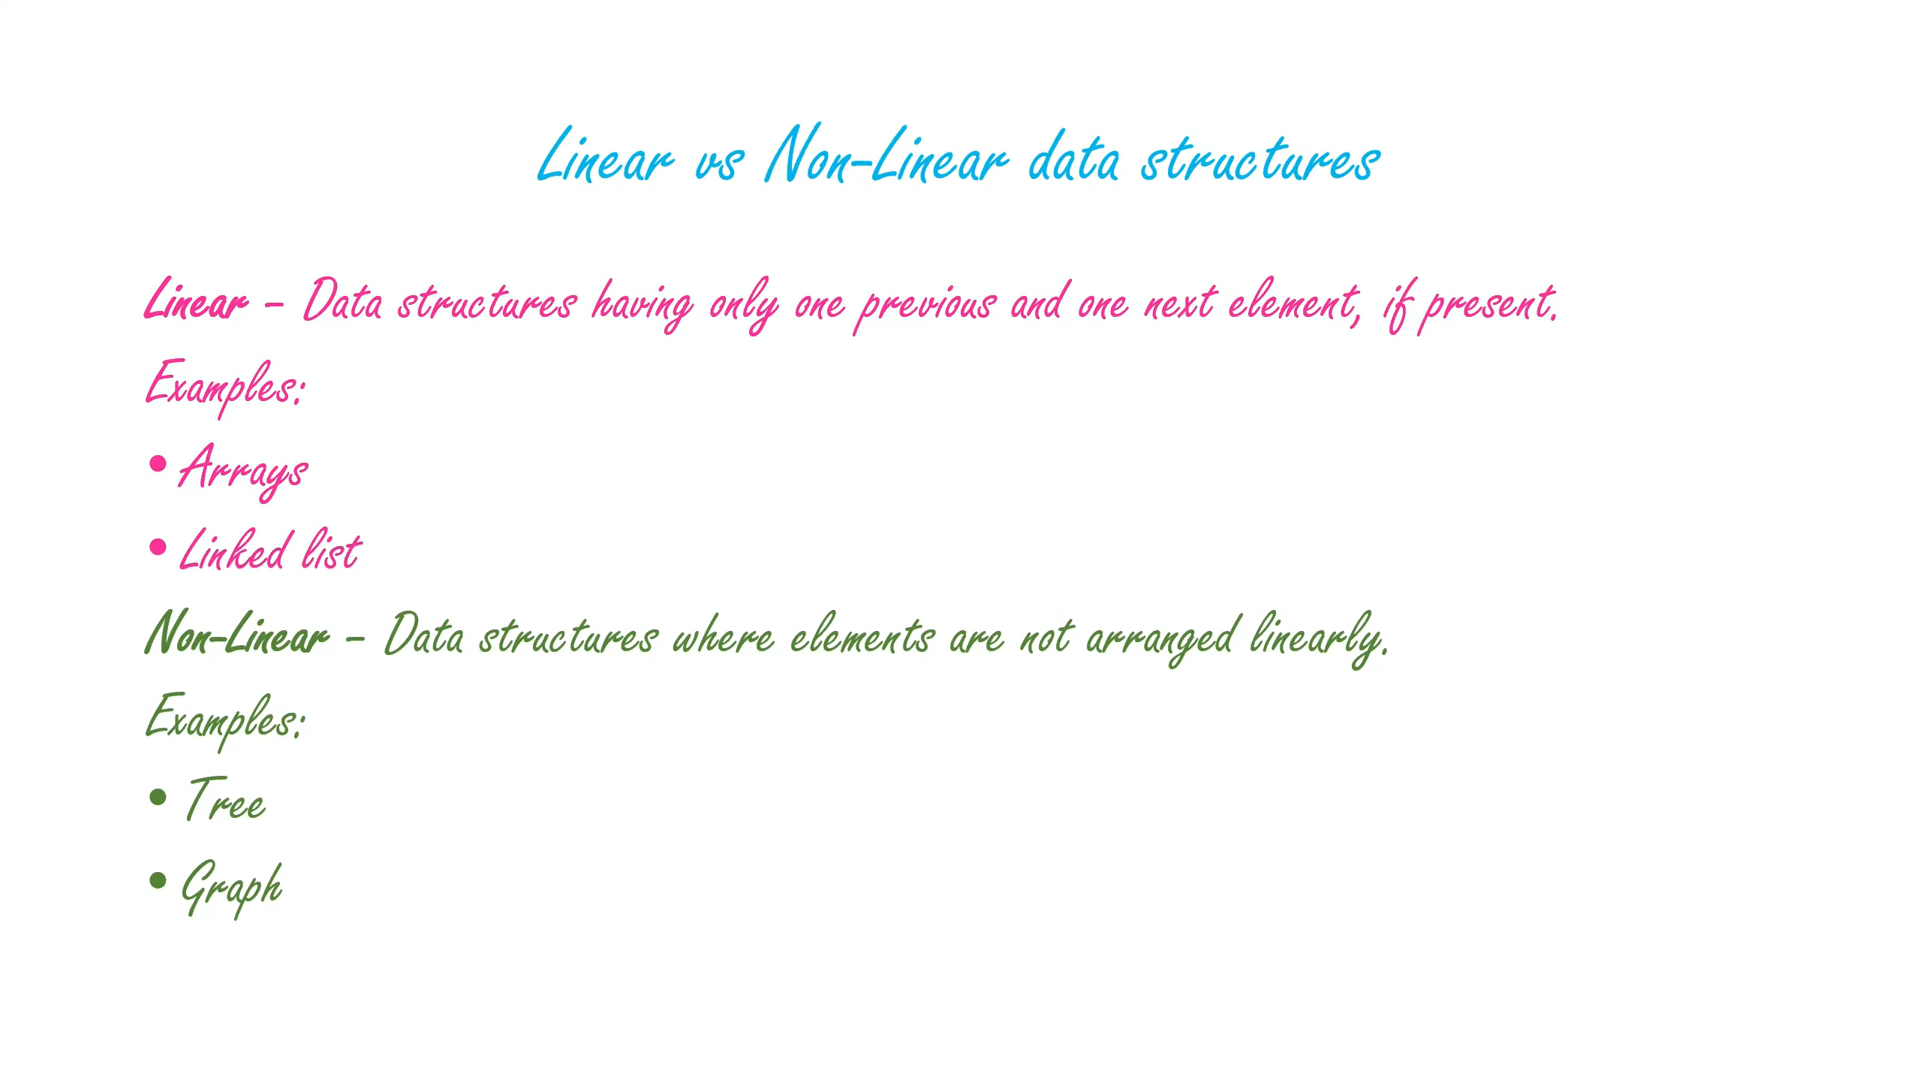 Linear vs Non-Linear data structures
Linear – Data structures having only one previous and one next element, if present.
Examples:
• Arrays
• Linked list
Non-Linear – Data structures where elements are not arranged linearly.
Examples:
• Tree
• Graph